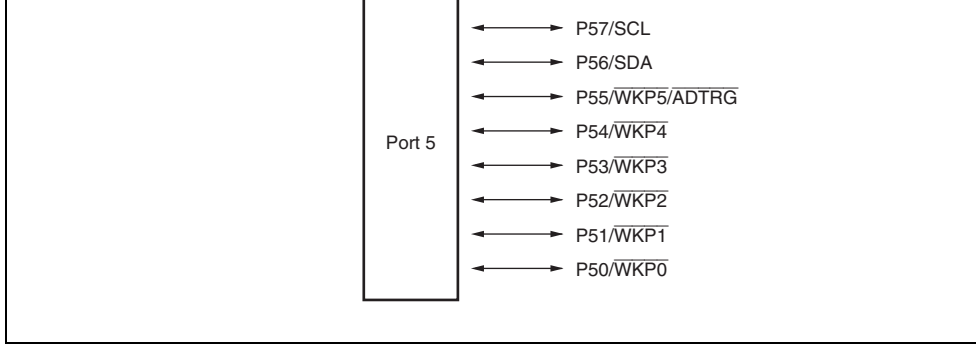 P57/SCL
P56/SDA
P55/WKP5/ADTRG
Port 5
P54/WKP4
P53/WKP3
P52/WKP2
P51/WKP1
P50/WKP0